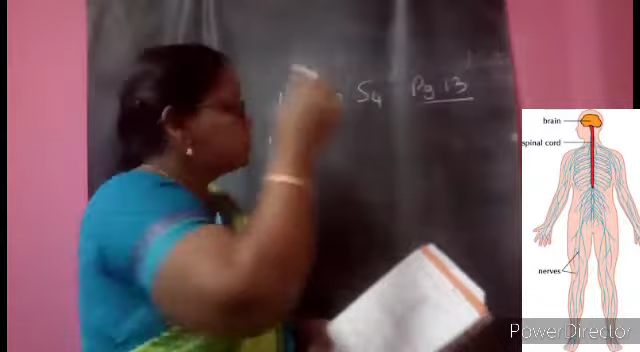 S4 Pg 13
brain
spinal cord
nerves
PowerDirector